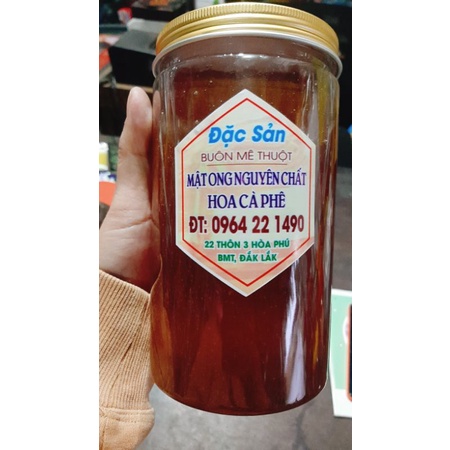 Đặc Sản
BUÔN MÊ THUỘT
MẬT ONG NGUYÊN CHẤT
HOA CÀ PHÊ
ĐT: 0964 22 1490
22 THÔN 3 HÒA PHÚ
BMT, ĐẮK LẮK